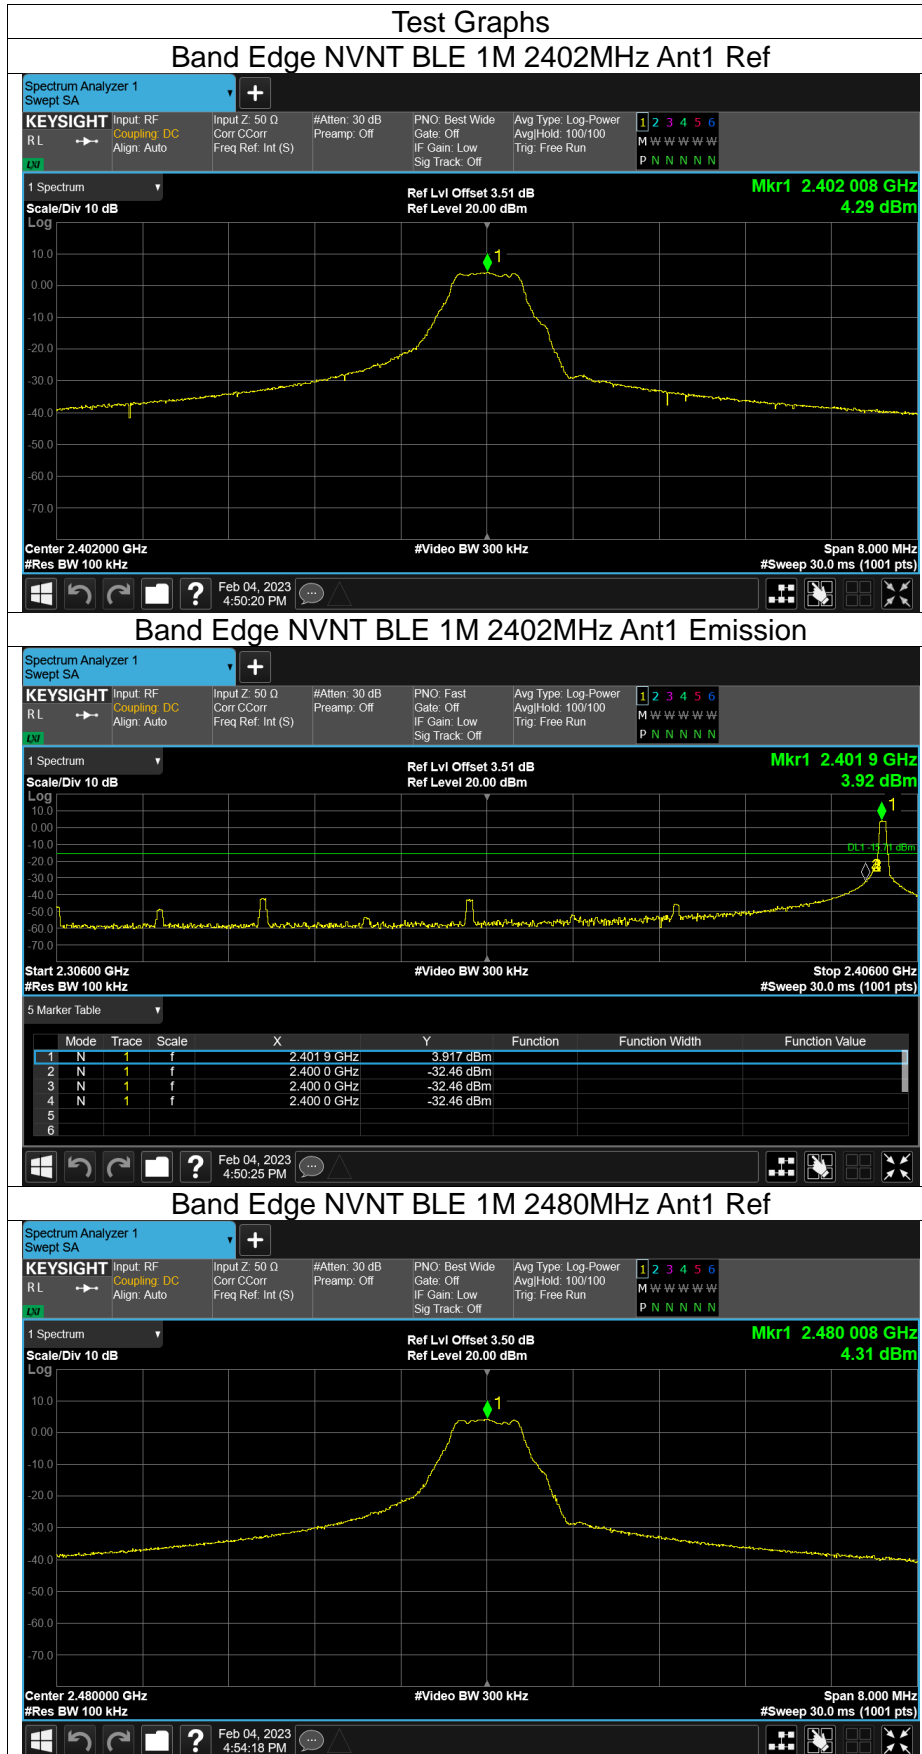 Test Graphs
Band Edge NVNT BLE 1M 2402MHz Ant1 Ref
Spectrum Analyzer 1
Swept SA
KEYSIGHT Input: RF Input Z: 50 Ω #Atten: 30 dB PNO: Best Wide Avg Type: Log-Power 1 2 3 4 5 6
R L Coupling: DC Corr CCorr Preamp: Off Gate: Off Avg|Hold: 100/100 M W W W W W
Align: Auto Freq Ref: Int (S) IF Gain: Low Trig: Free Run
LXI Sig Track: Off P N N N N N
1 Spectrum Ref Lvl Offset 3.51 dB Mkr1 2.402 008 GHz
Scale/Div 10 dB Ref Level 20.00 dBm 4.29 dBm
Log
1
10.0
0.00
-10.0
-20.0
-30.0
-40.0
-50.0
-60.0
-70.0
Center 2.402000 GHz #Video BW 300 kHz Span 8.000 MHz
#Res BW 100 kHz #Sweep 30.0 ms (1001 pts)
? Feb 04, 2023
4:50:20 PM
Band Edge NVNT BLE 1M 2402MHz Ant1 Emission
Spectrum Analyzer 1
Swept SA
KEYSIGHT Input: RF Input Z: 50 Ω #Atten: 30 dB PNO: Fast Avg Type: Log-Power 1 2 3 4 5 6
R L Coupling: DC Corr CCorr Preamp: Off Gate: Off Avg|Hold: 100/100 M W W W W W
Align: Auto Freq Ref: Int (S) IF Gain: Low Trig: Free Run
LXI Sig Track: Off P N N N N N
1 Spectrum Ref Lvl Offset 3.51 dB Mkr1 2.401 9 GHz
Scale/Div 10 dB Ref Level 20.00 dBm 3.92 dBm
Log
1
10.0
0.00
-10.0 DL1 -15.71 dBm
-20.0
-30.0
-40.0
-50.0
-60.0
-70.0
Start 2.30600 GHz #Video BW 300 kHz Stop 2.40600 GHz
#Res BW 100 kHz #Sweep 30.0 ms (1001 pts)
5 Marker Table
Mode Trace Scale X Y Function Function Width Function Value
1 N 1 f 2.401 9 GHz 3.917 dBm
2 N 1 f 2.400 0 GHz -32.46 dBm
3 N 1 f 2.400 0 GHz -32.46 dBm
4 N 1 f 2.400 0 GHz -32.46 dBm
5
6
? Feb 04, 2023
4:50:25 PM
Band Edge NVNT BLE 1M 2480MHz Ant1 Ref
Spectrum Analyzer 1
Swept SA
KEYSIGHT Input: RF Input Z: 50 Ω #Atten: 30 dB PNO: Best Wide Avg Type: Log-Power 1 2 3 4 5 6
R L Coupling: DC Corr CCorr Preamp: Off Gate: Off Avg|Hold: 100/100 M W W W W W
Align: Auto Freq Ref: Int (S) IF Gain: Low Trig: Free Run
LXI Sig Track: Off P N N N N N
1 Spectrum Ref Lvl Offset 3.50 dB Mkr1 2.480 008 GHz
Scale/Div 10 dB Ref Level 20.00 dBm 4.31 dBm
Log
1
10.0
0.00
-10.0
-20.0
-30.0
-40.0
-50.0
-60.0
-70.0
Center 2.480000 GHz #Video BW 300 kHz Span 8.000 MHz
#Res BW 100 kHz #Sweep 30.0 ms (1001 pts)
? Feb 04, 2023
4:54:18 PM